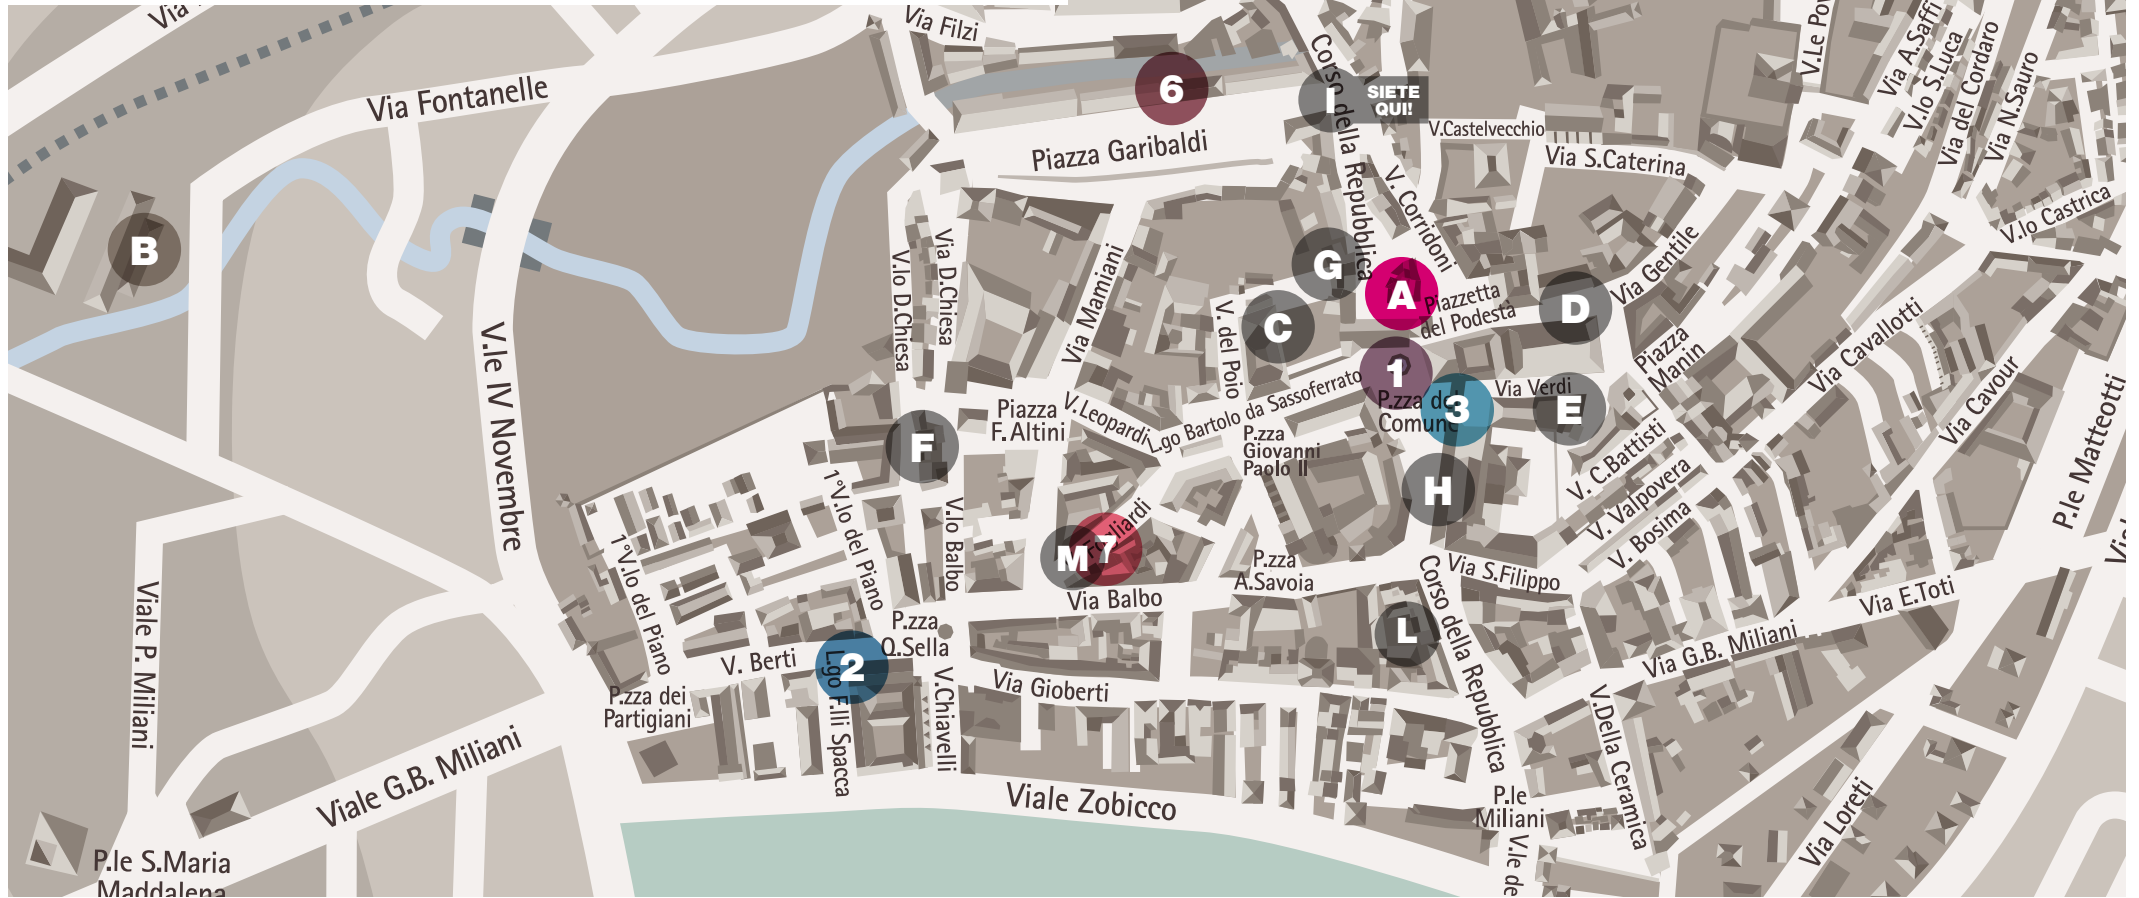 Via
Via Filzi
Via Fontanelle
6
I
SIETE
QUI!
Corso della Repubblica
Piazza Garibaldi
V.Castelvecchio
Via S.Caterina
Via A.Saffi
V.lo S.Luca
Via del Cordaro
Via N.Sauro
V.lo Castrica
V. Corridoni
B
V.lo D.Chiesa
Via D.Chiesa
Via Mamiani
G
A
C
V. del Poio
Piazzetta
del Podestà
D
Via Gentile
Piazza
Manin
Via Cavallotti
Via Cavour
P.le Matteotti
V.le IV Novembre
1
3
P.zza del
Comune
Via Verdi
E
Piazza
F. Altini
V.Leopardi
L.go Bartolo da Sassoferrato
P.zza
Giovanni
Paolo II
F
H
V. C.Battisti
V. Valpovera
V. Bosima
1°V.lo del Piano
1°V.lo del Piano
V.lo Balbo
M
7
Via Balbo
P.zza
A.Savoia
Via S.Filippo
Via E.Toti
Viale P. Miliani
P.zza
Q.Sella
V. Berti
2
L.go F.lli Spacca
V.Chiavelli
Via Gioberti
L
Corso della Repubblica
Via G.B. Miliani
V.Della Ceramica
P.zza dei
Partigiani
Viale G.B. Miliani
Viale Zobicco
P.le
Miliani
V.le de
Via Loreti
P.le S.Maria
Maddalena